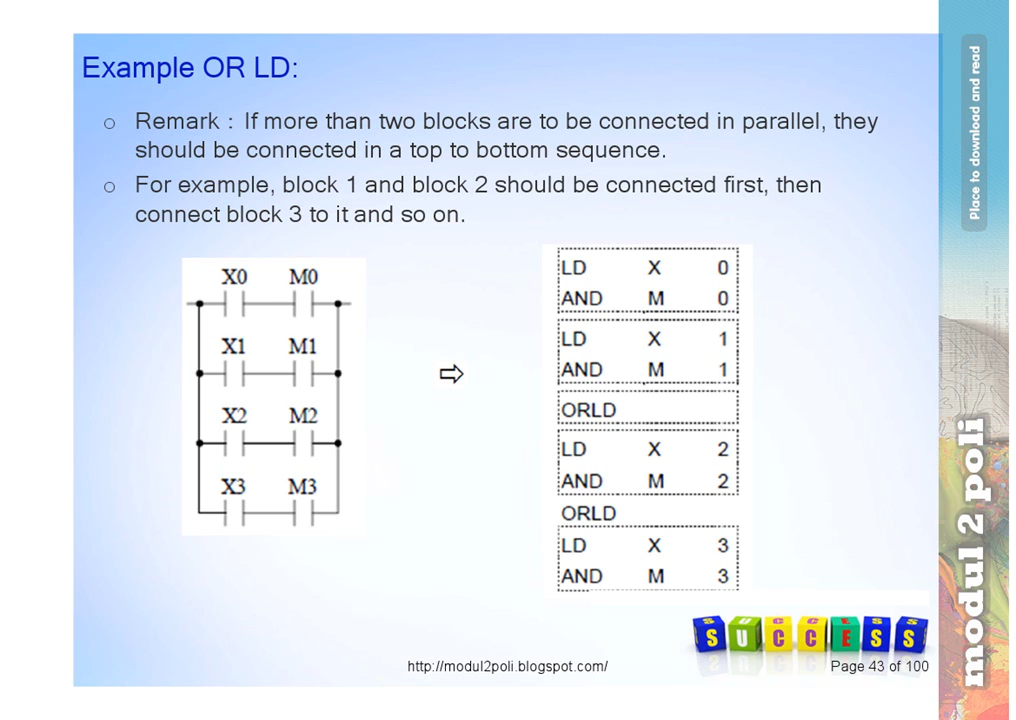 Example OR LD:
o Remark : If more than two blocks are to be connected in parallel, they
should be connected in a top to bottom sequence.
o For example, block 1 and block 2 should be connected first, then
connect block 3 to it and so on.
X0 M0
X1 M1
X2 M2
X3 M3
⇨
LD X 0
AND M 0
LD X 1
AND M 1
ORLD
LD X 2
AND M 2
ORLD
LD X 3
AND M 3
SUCCESS
http://modul2poli.blogspot.com/
Page 43 of 100
Place to download and read
modul 2 poli